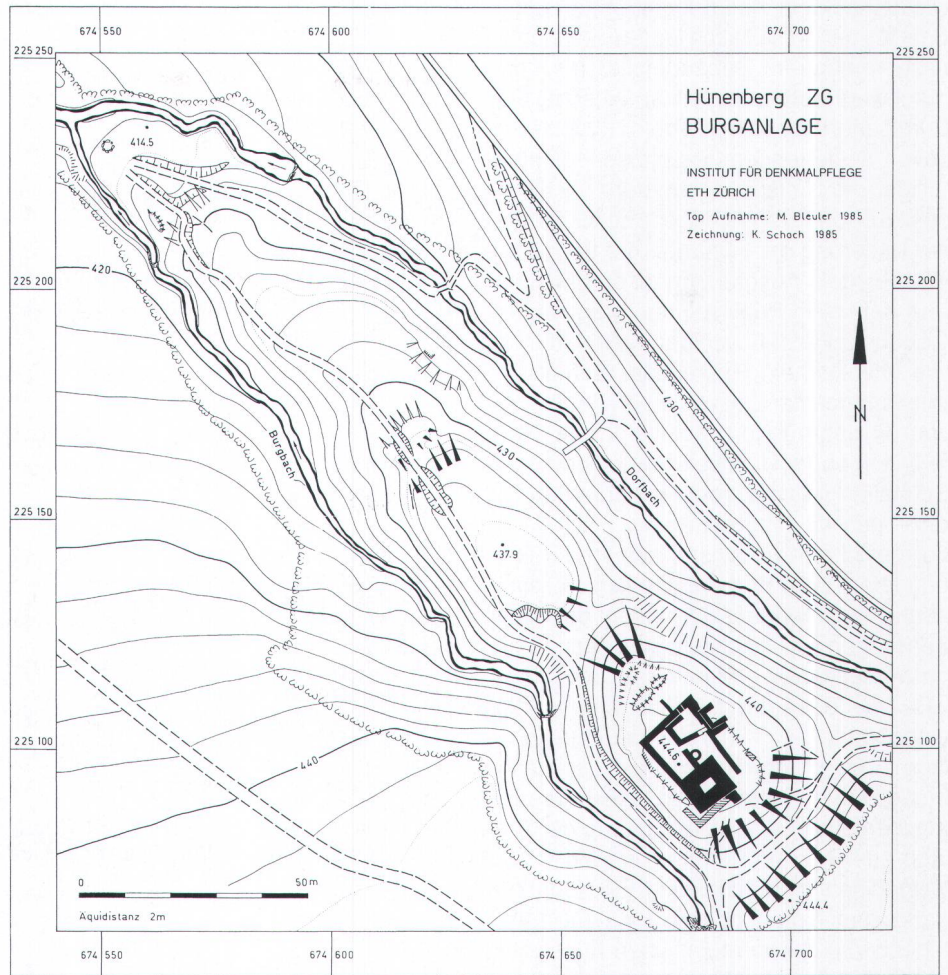 674 550
674 600
674 650
674 700
225 250
225 250
Hünenberg ZG
BURGANLAGE
INSTITUT FÜR DENKMALPFLEGE
ETH ZÜRICH
Top Aufnahme: M. Bleuler 1985
Zeichnung: K. Schoch 1985
414.5
420
225 200
225 200
430
N
430
Burgbach
Dorfbach
225 150
225 150
437.9
440
444.6
225 100
225 100
440
0
50 m
Äquidistanz 2m
444.4
674 550
674 600
674 650
674 700